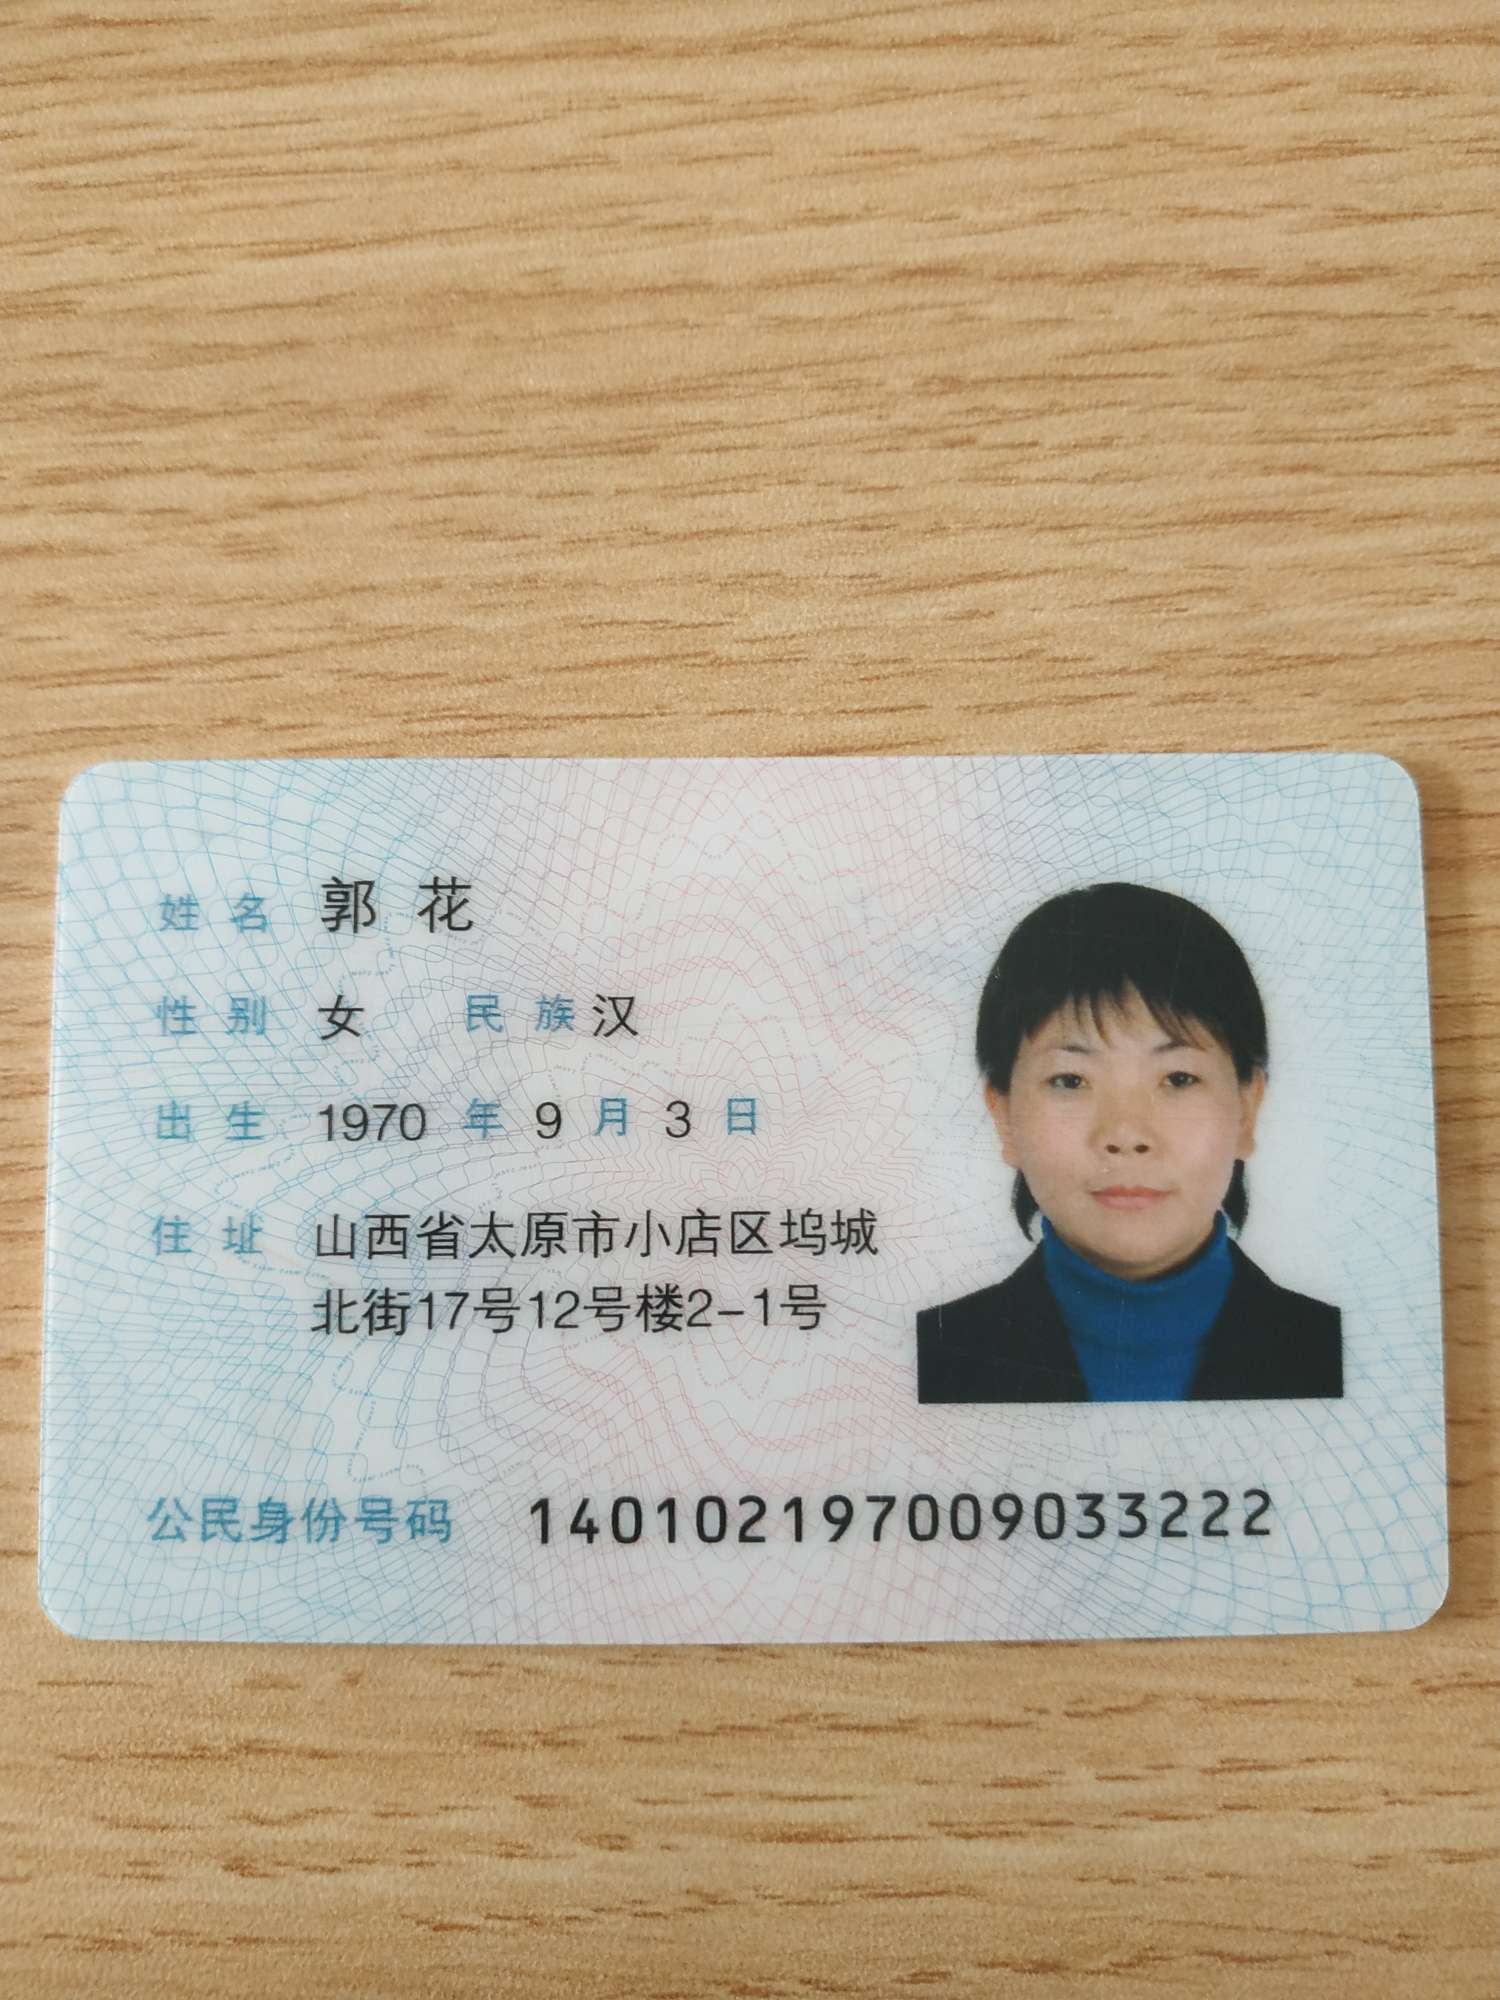 姓名 郭花
性别 女 民族 汉
出生 1970 年 9 月 3 日
住址 山西省太原市小店区坞城
北街17号12号楼2-1号
公民身份号码 140102197009033222